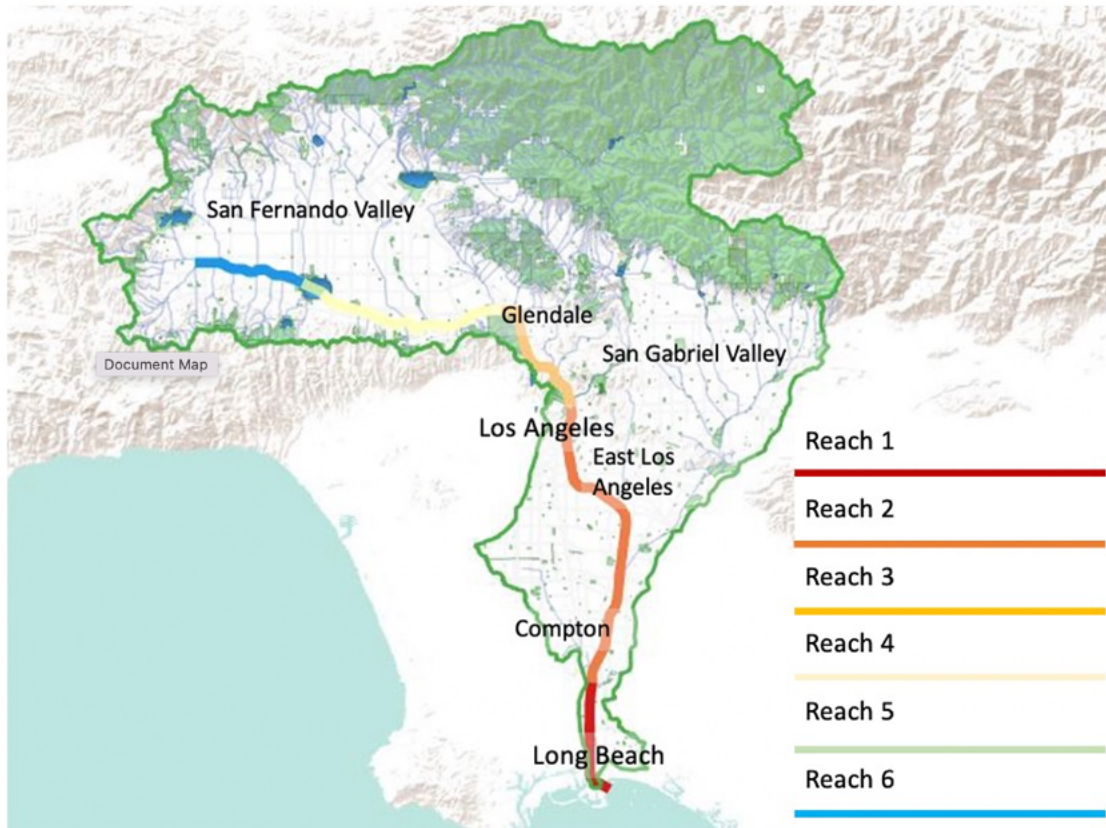 San Fernando Valley
Glendale
Document Map
San Gabriel Valley
Los Angeles
East Los
Angeles
Compton
Long Beach
Reach 1
Reach 2
Reach 3
Reach 4
Reach 5
Reach 6